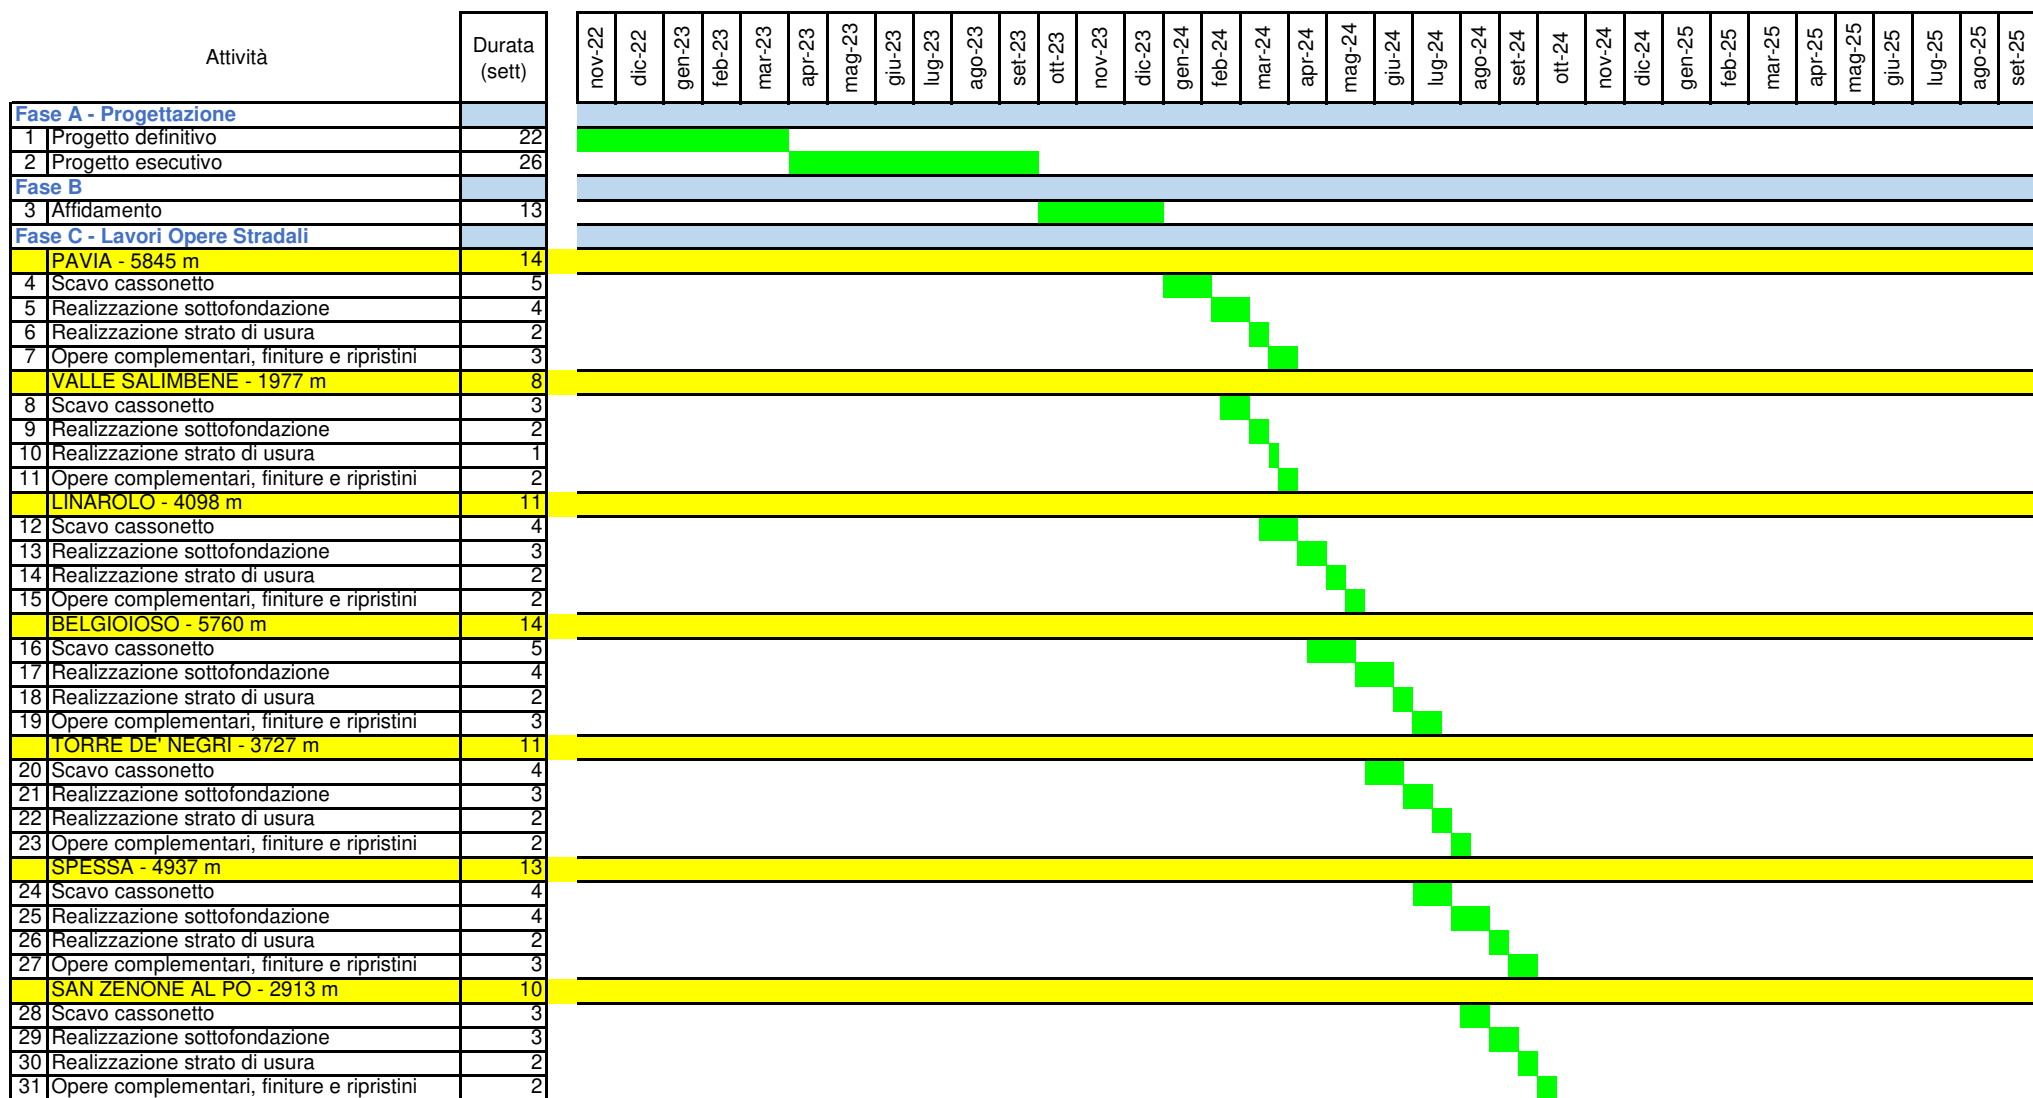 Attività Durata (sett) nov-22 dic-22 gen-23 feb-23 mar-23 apr-23 mag-23 giu-23 lug-23 ago-23 set-23 ott-23 nov-23 dic-23 gen-24 feb-24 mar-24 apr-24 mag-24 giu-24 lug-24 ago-24 set-24 ott-24 nov-24 dic-24 gen-25 feb-25 mar-25 apr-25 mag-25 giu-25 lug-25 ago-25 set-25
Fase A - Progettazione
1 Progetto definitivo 22
2 Progetto esecutivo 26
Fase B
3 Affidamento 13
Fase C - Lavori Opere Stradali
PAVIA - 5845 m 14
4 Scavo cassonetto 5
5 Realizzazione sottofondazione 4
6 Realizzazione strato di usura 2
7 Opere complementari, finiture e ripristini 3
VALLE SALIMBENE - 1977 m 8
8 Scavo cassonetto 3
9 Realizzazione sottofondazione 2
10 Realizzazione strato di usura 1
11 Opere complementari, finiture e ripristini 2
LINAROLO - 4098 m 11
12 Scavo cassonetto 4
13 Realizzazione sottofondazione 3
14 Realizzazione strato di usura 2
15 Opere complementari, finiture e ripristini 2
BELGIOIOSO - 5760 m 14
16 Scavo cassonetto 5
17 Realizzazione sottofondazione 4
18 Realizzazione strato di usura 2
19 Opere complementari, finiture e ripristini 3
TORRE DE' NEGRI - 3727 m 11
20 Scavo cassonetto 4
21 Realizzazione sottofondazione 3
22 Realizzazione strato di usura 2
23 Opere complementari, finiture e ripristini 2
SPESSA - 4937 m 13
24 Scavo cassonetto 4
25 Realizzazione sottofondazione 4
26 Realizzazione strato di usura 2
27 Opere complementari, finiture e ripristini 3
SAN ZENONE AL PO - 2913 m 10
28 Scavo cassonetto 3
29 Realizzazione sottofondazione 3
30 Realizzazione strato di usura 2
31 Opere complementari, finiture e ripristini 2